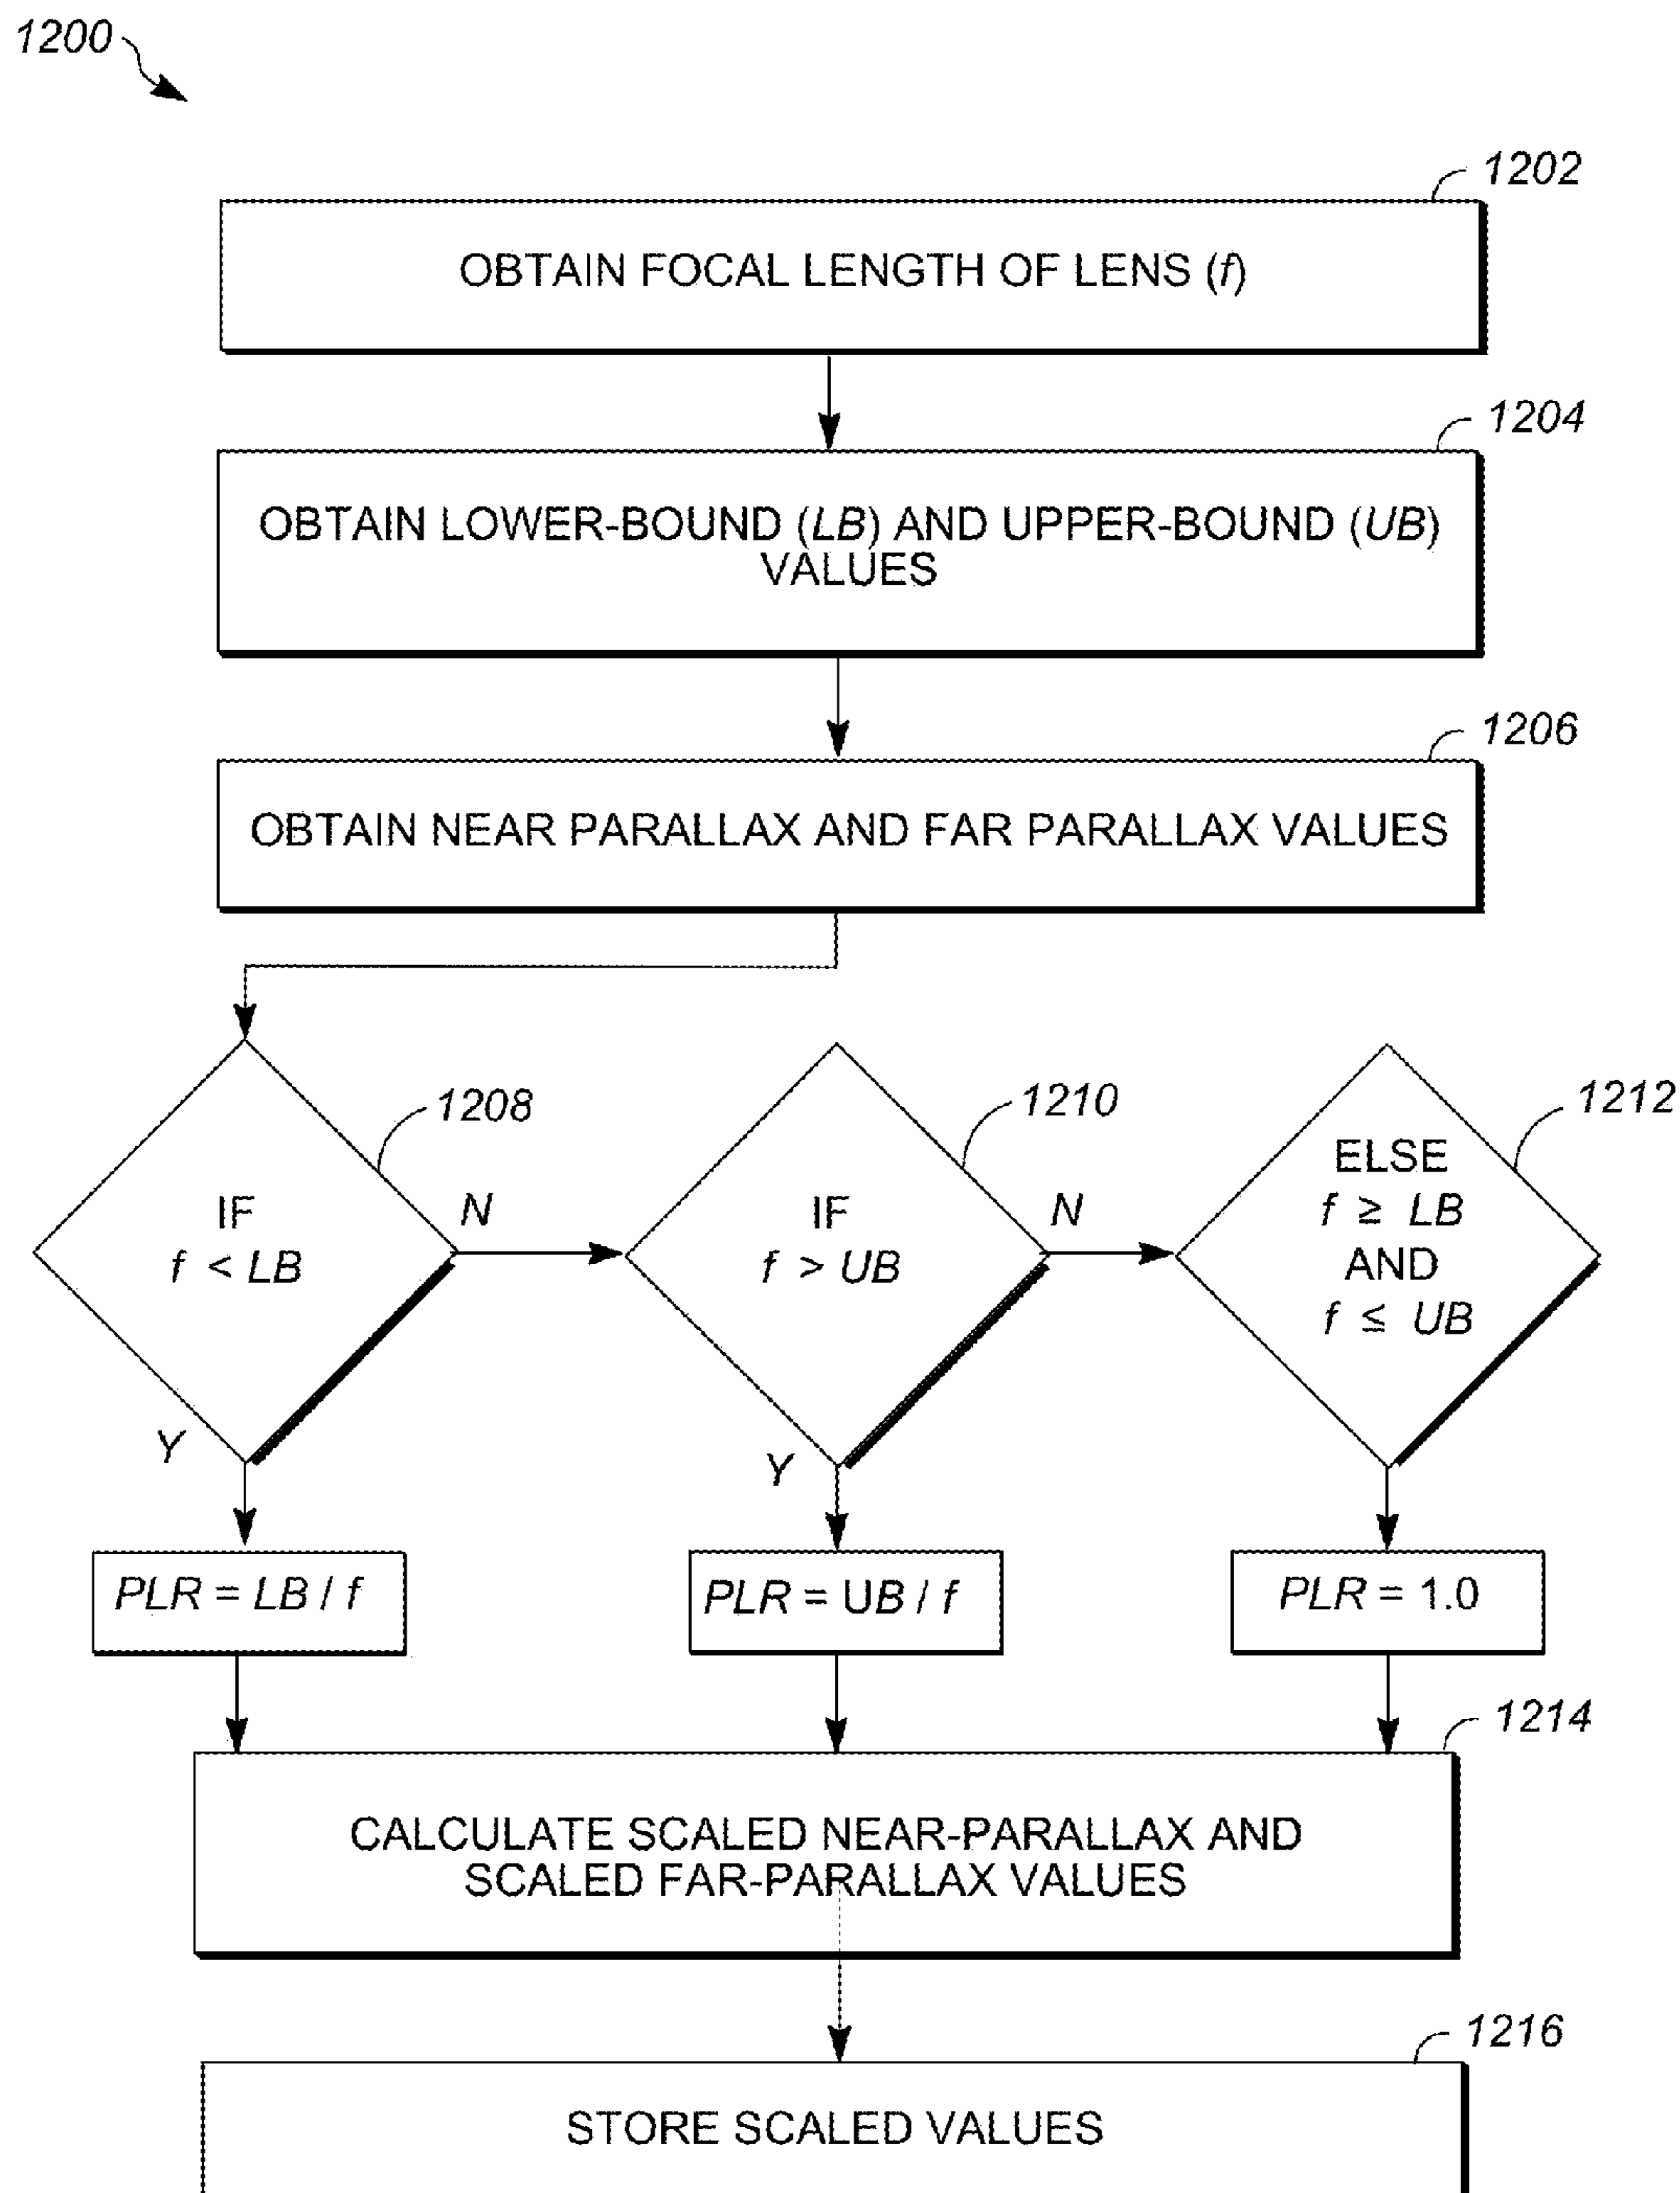 1200
1202
OBTAIN FOCAL LENGTH OF LENS (f)
1204
OBTAIN LOWER-BOUND (LB) AND UPPER-BOUND (UB)
VALUES
1206
OBTAIN NEAR PARALLAX AND FAR PARALLAX VALUES
1208
IF
f < LB
N
Y
1210
IF
f > UB
N
Y
1212
ELSE
f ≥ LB
AND
f ≤ UB
PLR = LB / f
PLR = UB / f
PLR = 1.0
1214
CALCULATE SCALED NEAR-PARALLAX AND
SCALED FAR-PARALLAX VALUES
1216
STORE SCALED VALUES